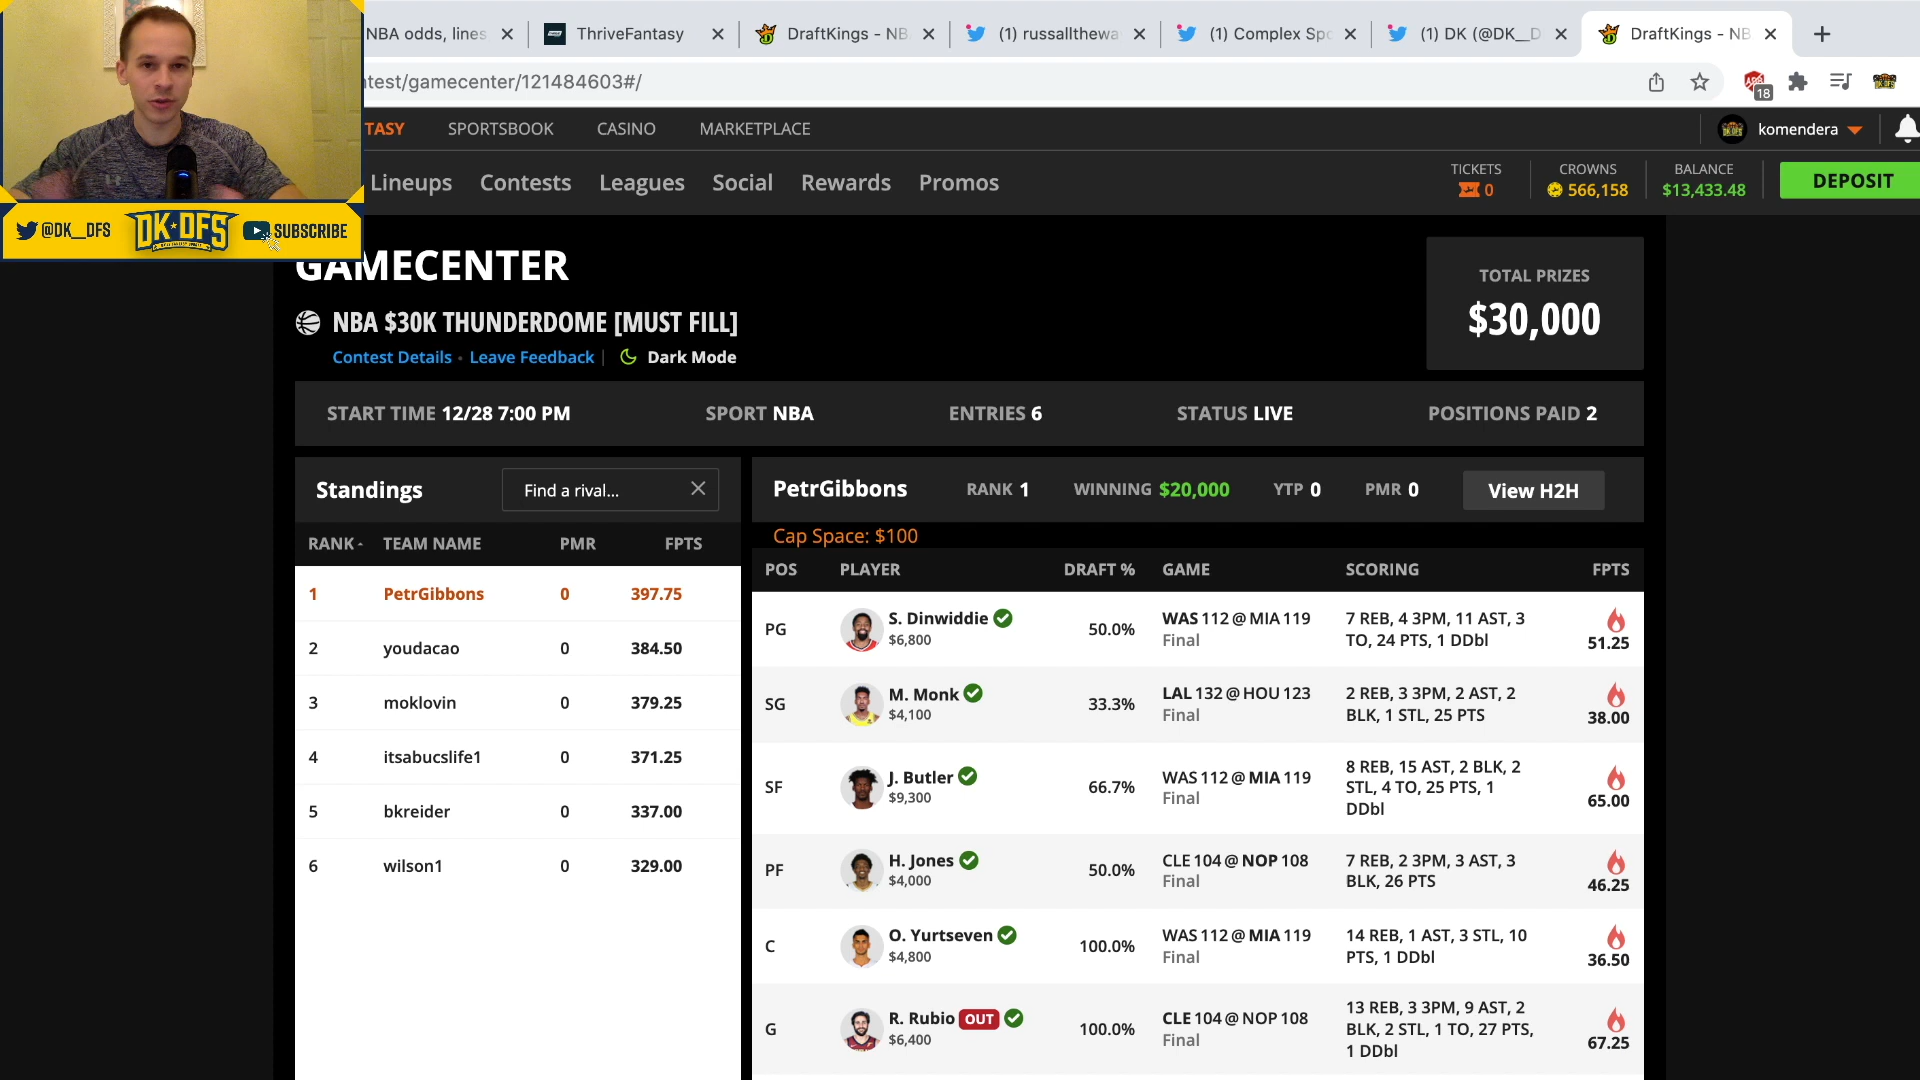 NBA odds, lines
ThriveFantasy
DraftKings - NB
(1) russallthewa
(1) Complex Spo
(1) DK (@DK__D
DraftKings - NB
test/gamecenter/121484603#/
18
TASY
SPORTSBOOK
CASINO
MARKETPLACE
komendera
Lineups
Contests
Leagues
Social
Rewards
Promos
TICKETS
0
CROWNS
566,158
BALANCE
$13,433.48
DEPOSIT
@DK__DFS
DK★DFS
SUBSCRIBE
GAMECENTER
NBA $30K THUNDERDOME [MUST FILL]
Contest Details · Leave Feedback | Dark Mode
TOTAL PRIZES
$30,000
START TIME 12/28 7:00 PM
SPORT NBA
ENTRIES 6
STATUS LIVE
POSITIONS PAID 2
Standings
Find a rival...
RANK TEAM NAME PMR FPTS
1 PetrGibbons 0 397.75
2 youdacao 0 384.50
3 moklovin 0 379.25
4 itsabucslife1 0 371.25
5 bkreider 0 337.00
6 wilson1 0 329.00
PetrGibbons
RANK 1
WINNING $20,000
YTP 0
PMR 0
View H2H
Cap Space: $100
POS PLAYER DRAFT % GAME SCORING FPTS
PG
S. Dinwiddie
$6,800
50.0%
WAS 112 @ MIA 119
Final
7 REB, 4 3PM, 11 AST, 3
TO, 24 PTS, 1 DDbl
51.25
SG
M. Monk
$4,100
33.3%
LAL 132 @ HOU 123
Final
2 REB, 3 3PM, 2 AST, 2
BLK, 1 STL, 25 PTS
38.00
SF
J. Butler
$9,300
66.7%
WAS 112 @ MIA 119
Final
8 REB, 15 AST, 2 BLK, 2
STL, 4 TO, 25 PTS, 1
DDbl
65.00
PF
H. Jones
$4,000
50.0%
CLE 104 @ NOP 108
Final
7 REB, 2 3PM, 3 AST, 3
BLK, 26 PTS
46.25
C
O. Yurtseven
$4,800
100.0%
WAS 112 @ MIA 119
Final
14 REB, 1 AST, 3 STL, 10
PTS, 1 DDbl
36.50
G
R. Rubio OUT
$6,400
100.0%
CLE 104 @ NOP 108
Final
13 REB, 3 3PM, 9 AST, 2
BLK, 2 STL, 1 TO, 27 PTS,
1 DDbl
67.25